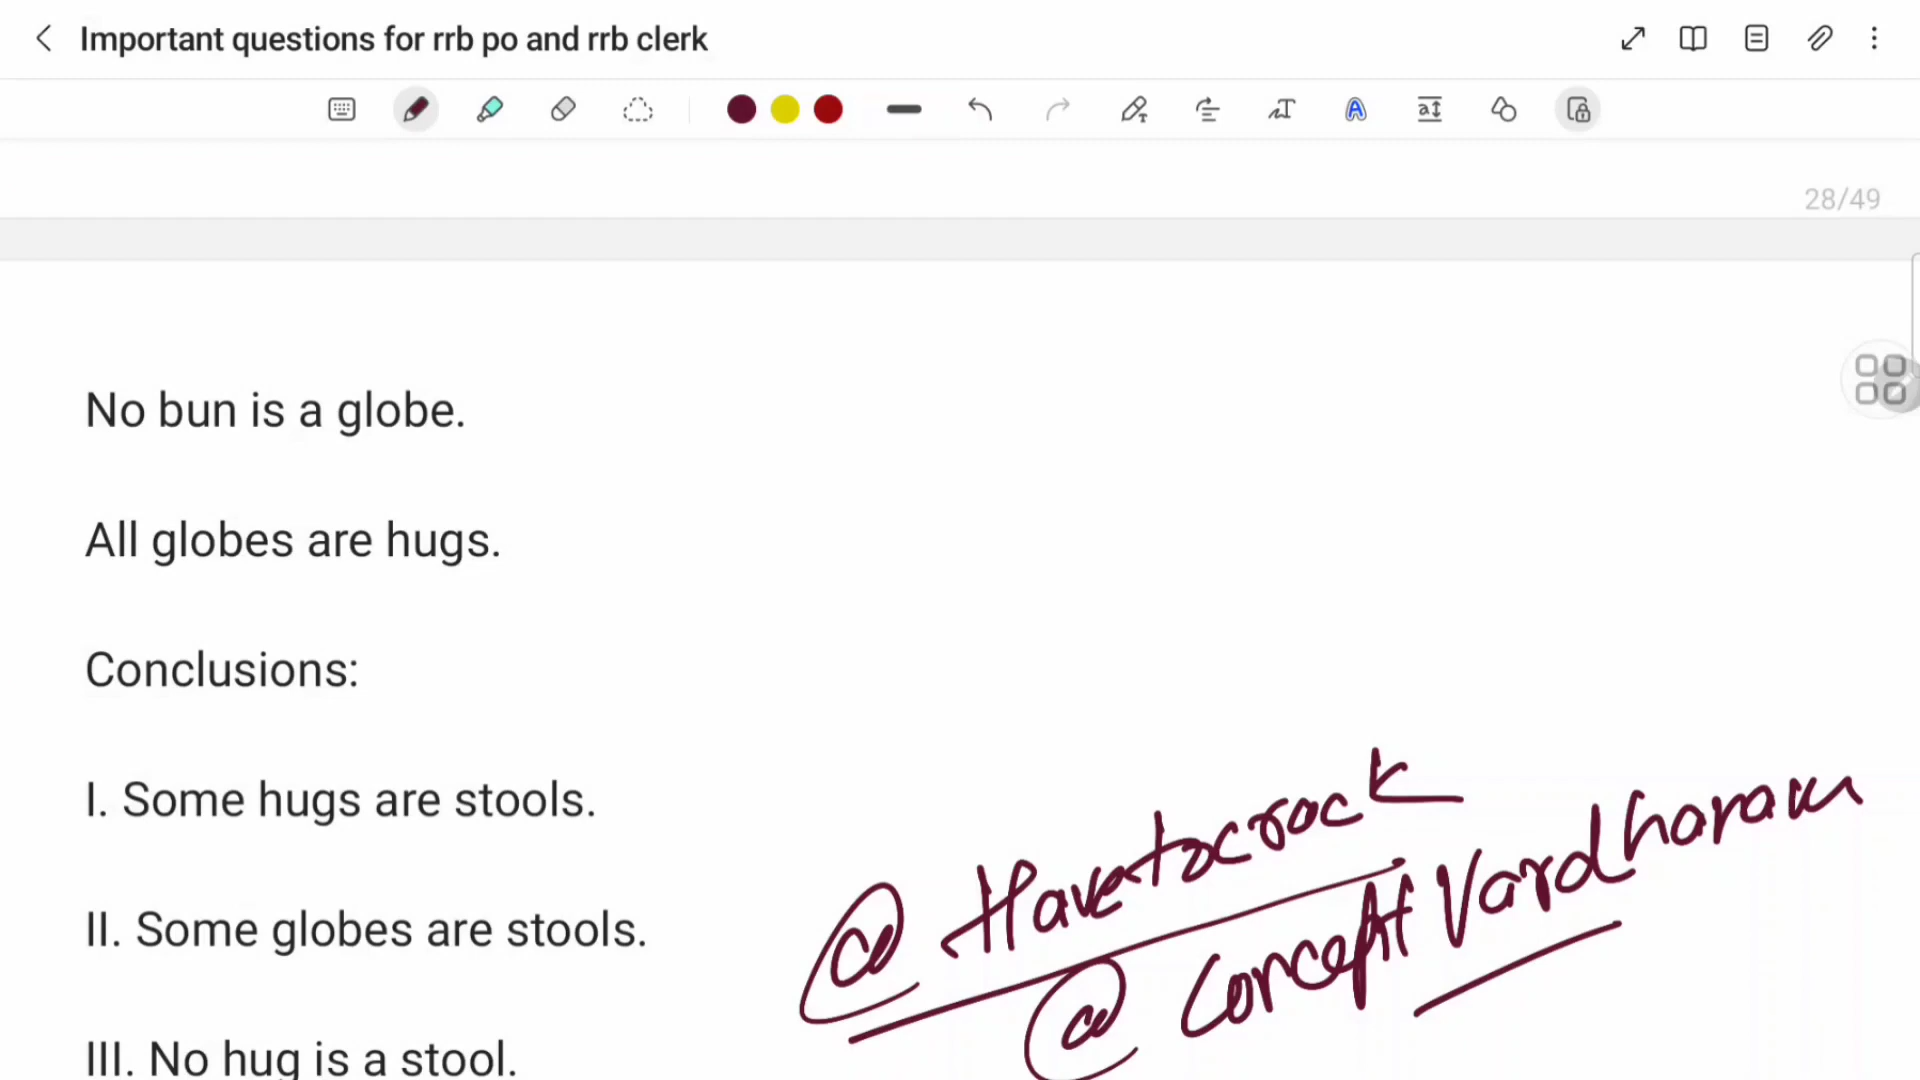 Important questions for rrb po and rrb clerk
28/49
No bun is a globe.
All globes are hugs.
Conclusions:
I. Some hugs are stools.
II. Some globes are stools.
III. No hug is a stool.
@ Havetocrack
@ Concept Vardharam